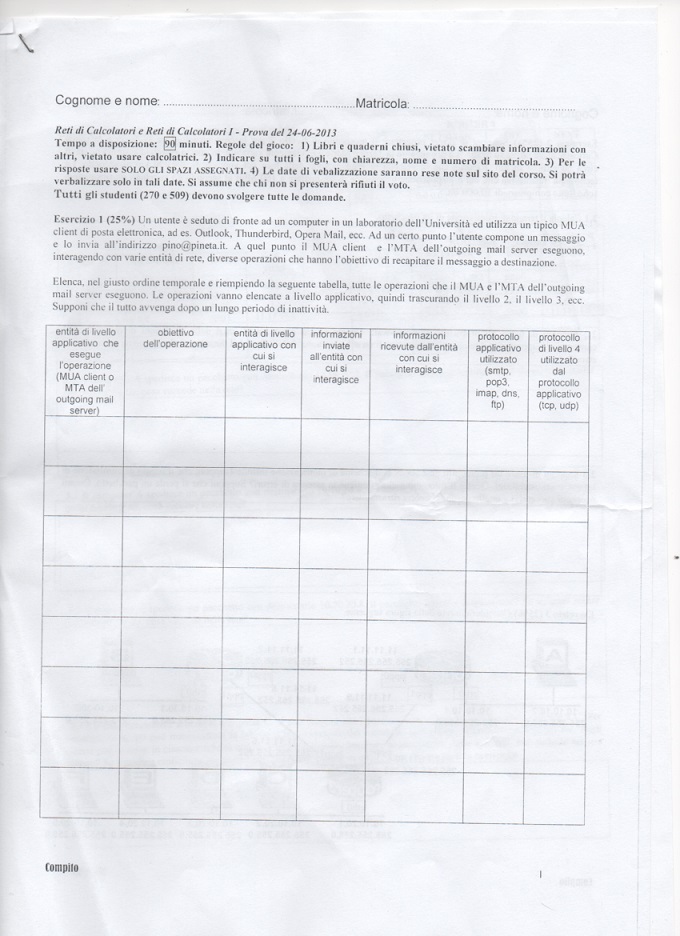 Cognome e nome: ........................................................Matricola: ................................................
Reti di Calcolatori e Reti di Calcolatori I - Prova del 24-06-2013
Tempo a disposizione: 90 minuti. Regole del gioco: 1) Libri e quaderni chiusi, vietato scambiare informazioni con
altri, vietato usare calcolatrici. 2) Indicare su tutti i fogli, con chiarezza, nome e numero di matricola. 3) Per le
risposte usare SOLO GLI SPAZI ASSEGNATI. 4) Le date di vebalizzazione saranno rese note sul sito del corso. Si potrà
verbalizzare solo in tali date. Si assume che chi non si presenterà rifiuti il voto.
Tutti gli studenti (270 e 509) devono svolgere tutte le domande.
Esercizio 1 (25%) Un utente è seduto di fronte ad un computer in un laboratorio dell'Università ed utilizza un tipico MUA
client di posta elettronica, ad es. Outlook, Thunderbird, Opera Mail, ecc. Ad un certo punto l'utente compone un messaggio
e lo invia all'indirizzo pino@pineta.it. A quel punto il MUA client e l'MTA dell'outgoing mail server eseguono,
interagendo con varie entità di rete, diverse operazioni che hanno l'obiettivo di recapitare il messaggio a destinazione.
Elenca, nel giusto ordine temporale e riempiendo la seguente tabella, tutte le operazioni che il MUA e l'MTA dell'outgoing
mail server eseguono. Le operazioni vanno elencate a livello applicativo, quindi trascurando il livello 2, il livello 3, ecc.
Supponi che il tutto avvenga dopo un lungo periodo di inattività.
entità di livello
applicativo che
esegue
l'operazione
(MUA client o
MTA dell'
outgoing mail
server)
obiettivo
dell'operazione
entità di livello
applicativo con
cui si
interagisce
informazioni
inviate
all'entità con
cui si
interagisce
informazioni
ricevute dall'entità
con cui si
interagisce
protocollo
applicativo
utilizzato
(smtp,
pop3,
imap, dns,
ftp)
protocollo
di livello 4
utilizzato
dal
protocollo
applicativo
(tcp, udp)
Compito
1